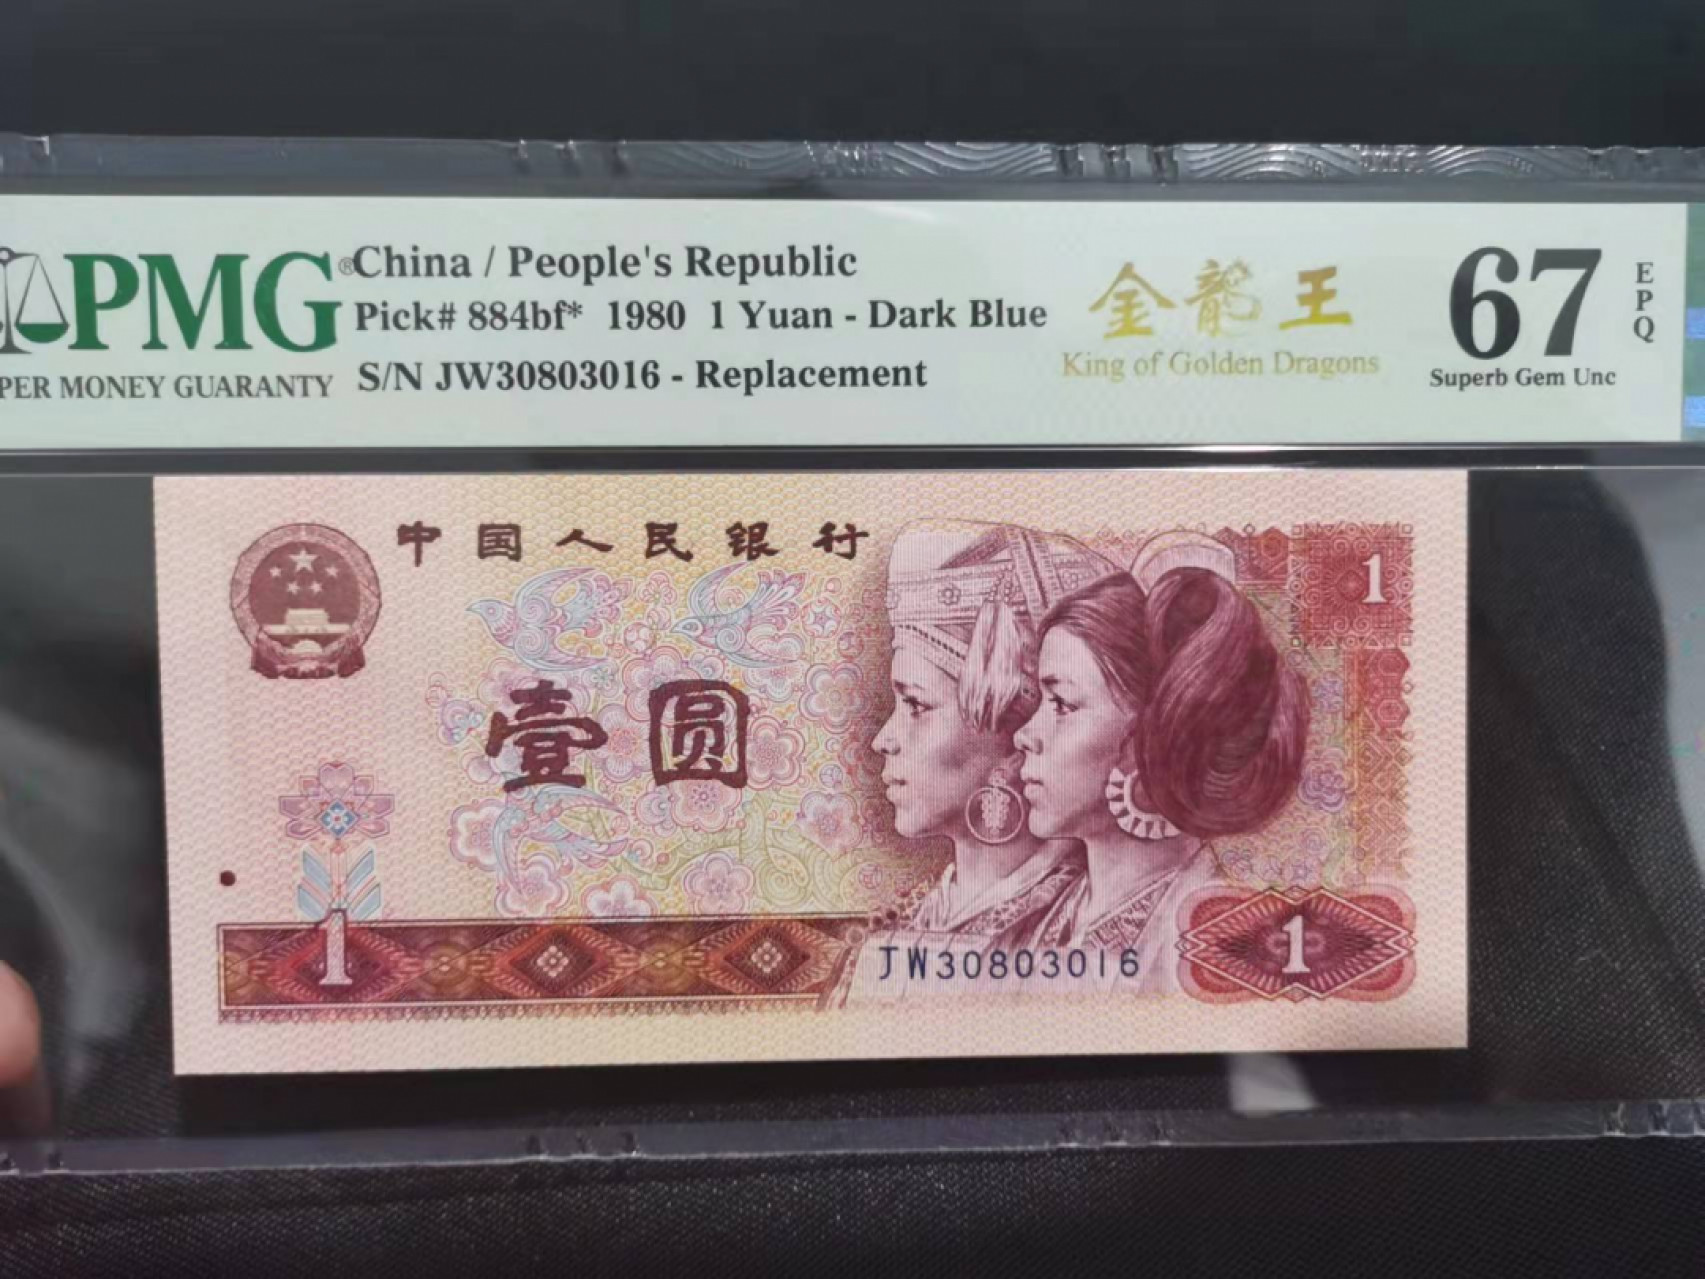 PMG®
PER MONEY GUARANTY
China / People's Republic
Pick# 884bf* 1980 1 Yuan - Dark Blue
S/N JW30803016 - Replacement
金龍王
King of Golden Dragons
67
EPQ
Superb Gem Unc
中国人民银行
1
壹圆
1
JW30803016
1